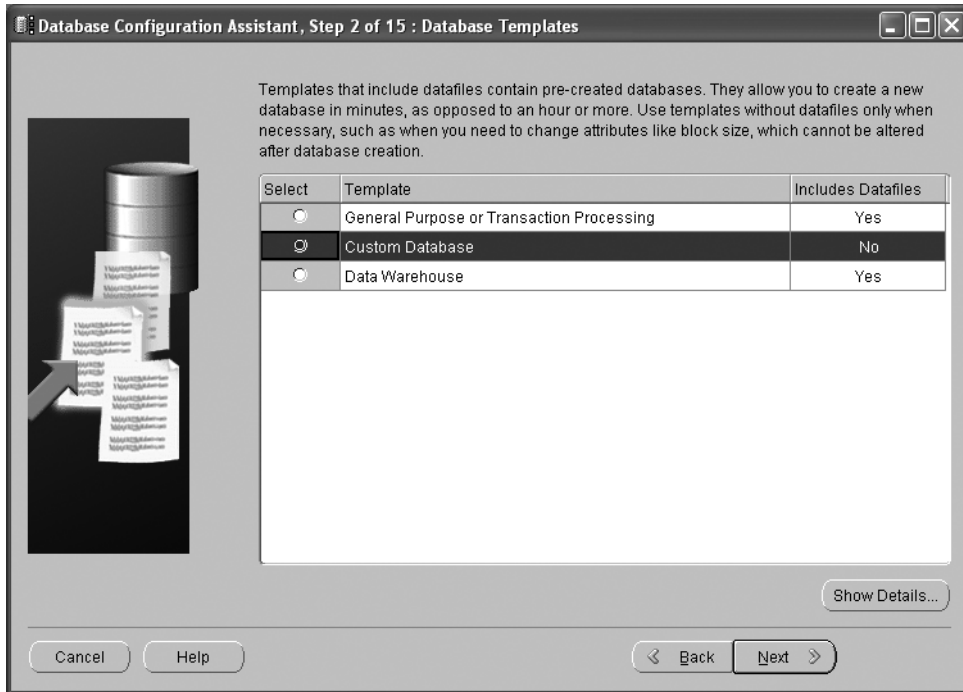 Database Configuration Assistant, Step 2 of 15 : Database Templates
Templates that include datafiles contain pre-created databases. They allow you to create a new
database in minutes, as opposed to an hour or more. Use templates without datafiles only when
necessary, such as when you need to change attributes like block size, which cannot be altered
after database creation.
Select Template Includes Datafiles
General Purpose or Transaction Processing Yes
Custom Database No
Data Warehouse Yes
Show Details...
Cancel Help Back Next